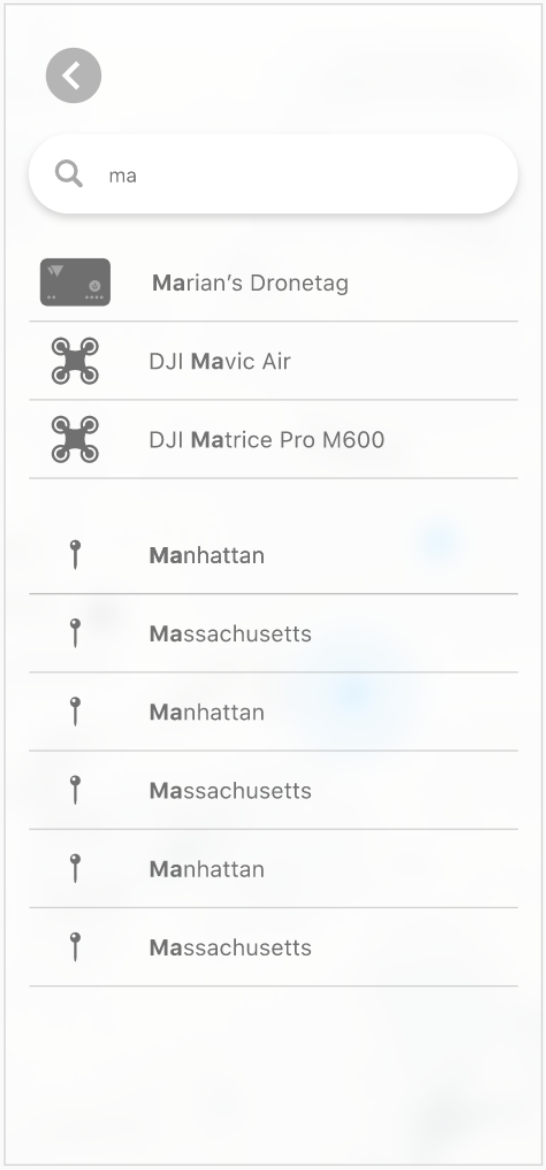 ma
Marian’s Dronetag
DJI Mavic Air
DJI Matrice Pro M600
Manhattan
Massachusetts
Manhattan
Massachusetts
Manhattan
Massachusetts